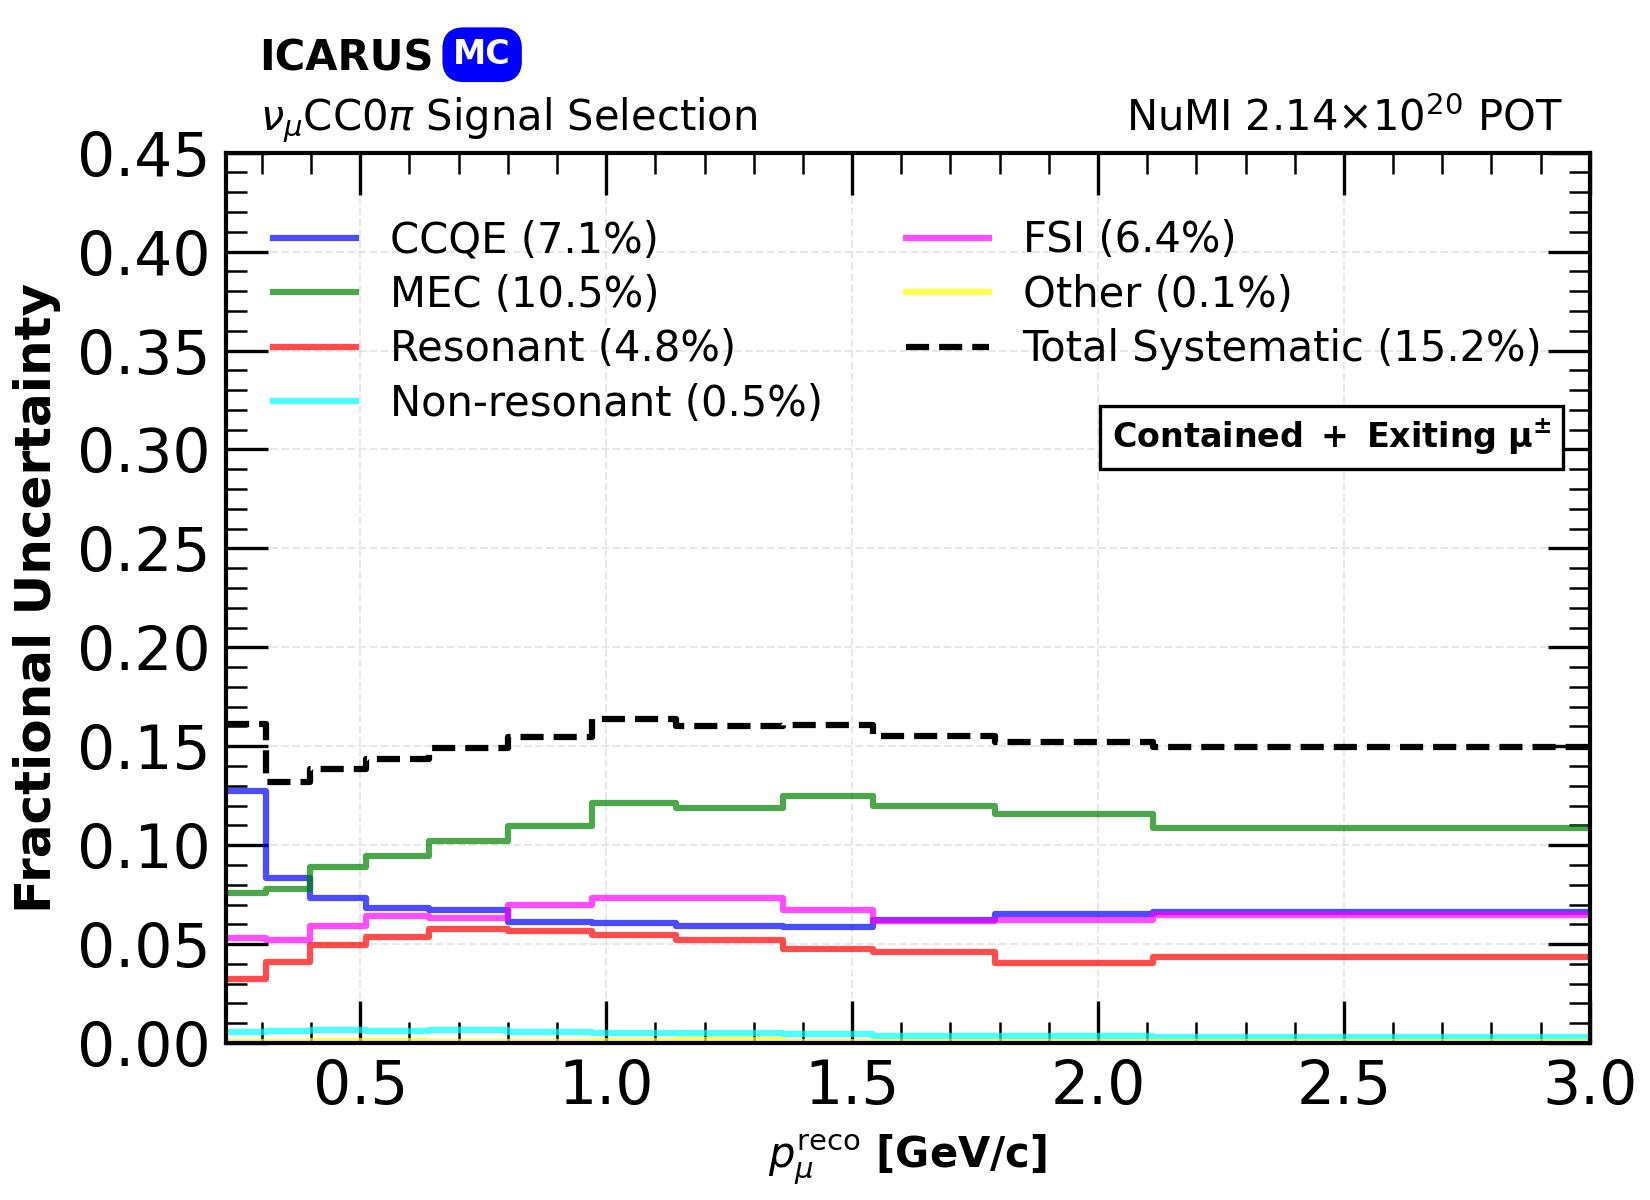 ICARUS MC
νμCC0π Signal Selection
NuMI 2.14×10²⁰ POT
0.45
0.40
0.35
0.30
0.25
0.20
0.15
0.10
0.05
0.00
Fractional Uncertainty
CCQE (7.1%)
MEC (10.5%)
Resonant (4.8%)
Non-resonant (0.5%)
FSI (6.4%)
Other (0.1%)
Total Systematic (15.2%)
Contained + Exiting μ±
0.5 1.0 1.5 2.0 2.5 3.0
pμ reco [GeV/c]